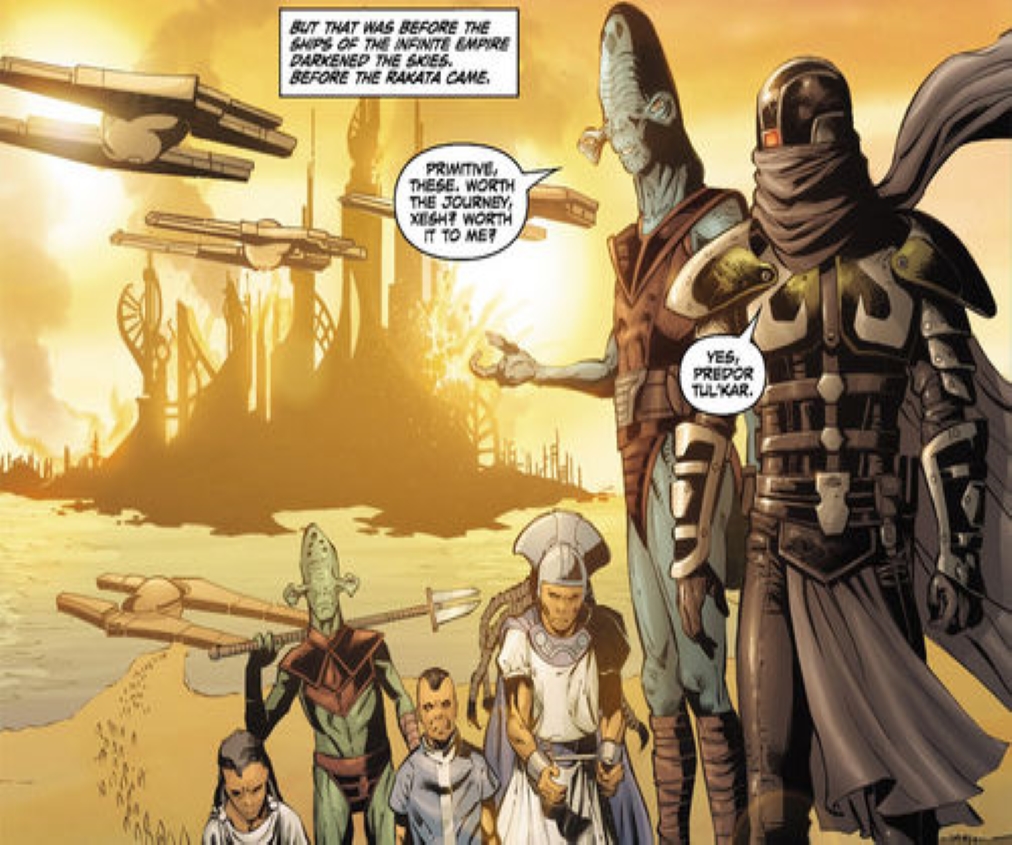 BUT THAT WAS BEFORE THE
SHIPS OF THE INFINITE EMPIRE
DARKENED THE SKIES.
BEFORE THE RAKATA CAME.
PRIMITIVE,
THESE. WORTH
THE JOURNEY,
XESH? WORTH
IT TO ME?
YES,
PREDOR
TUL'KAR.